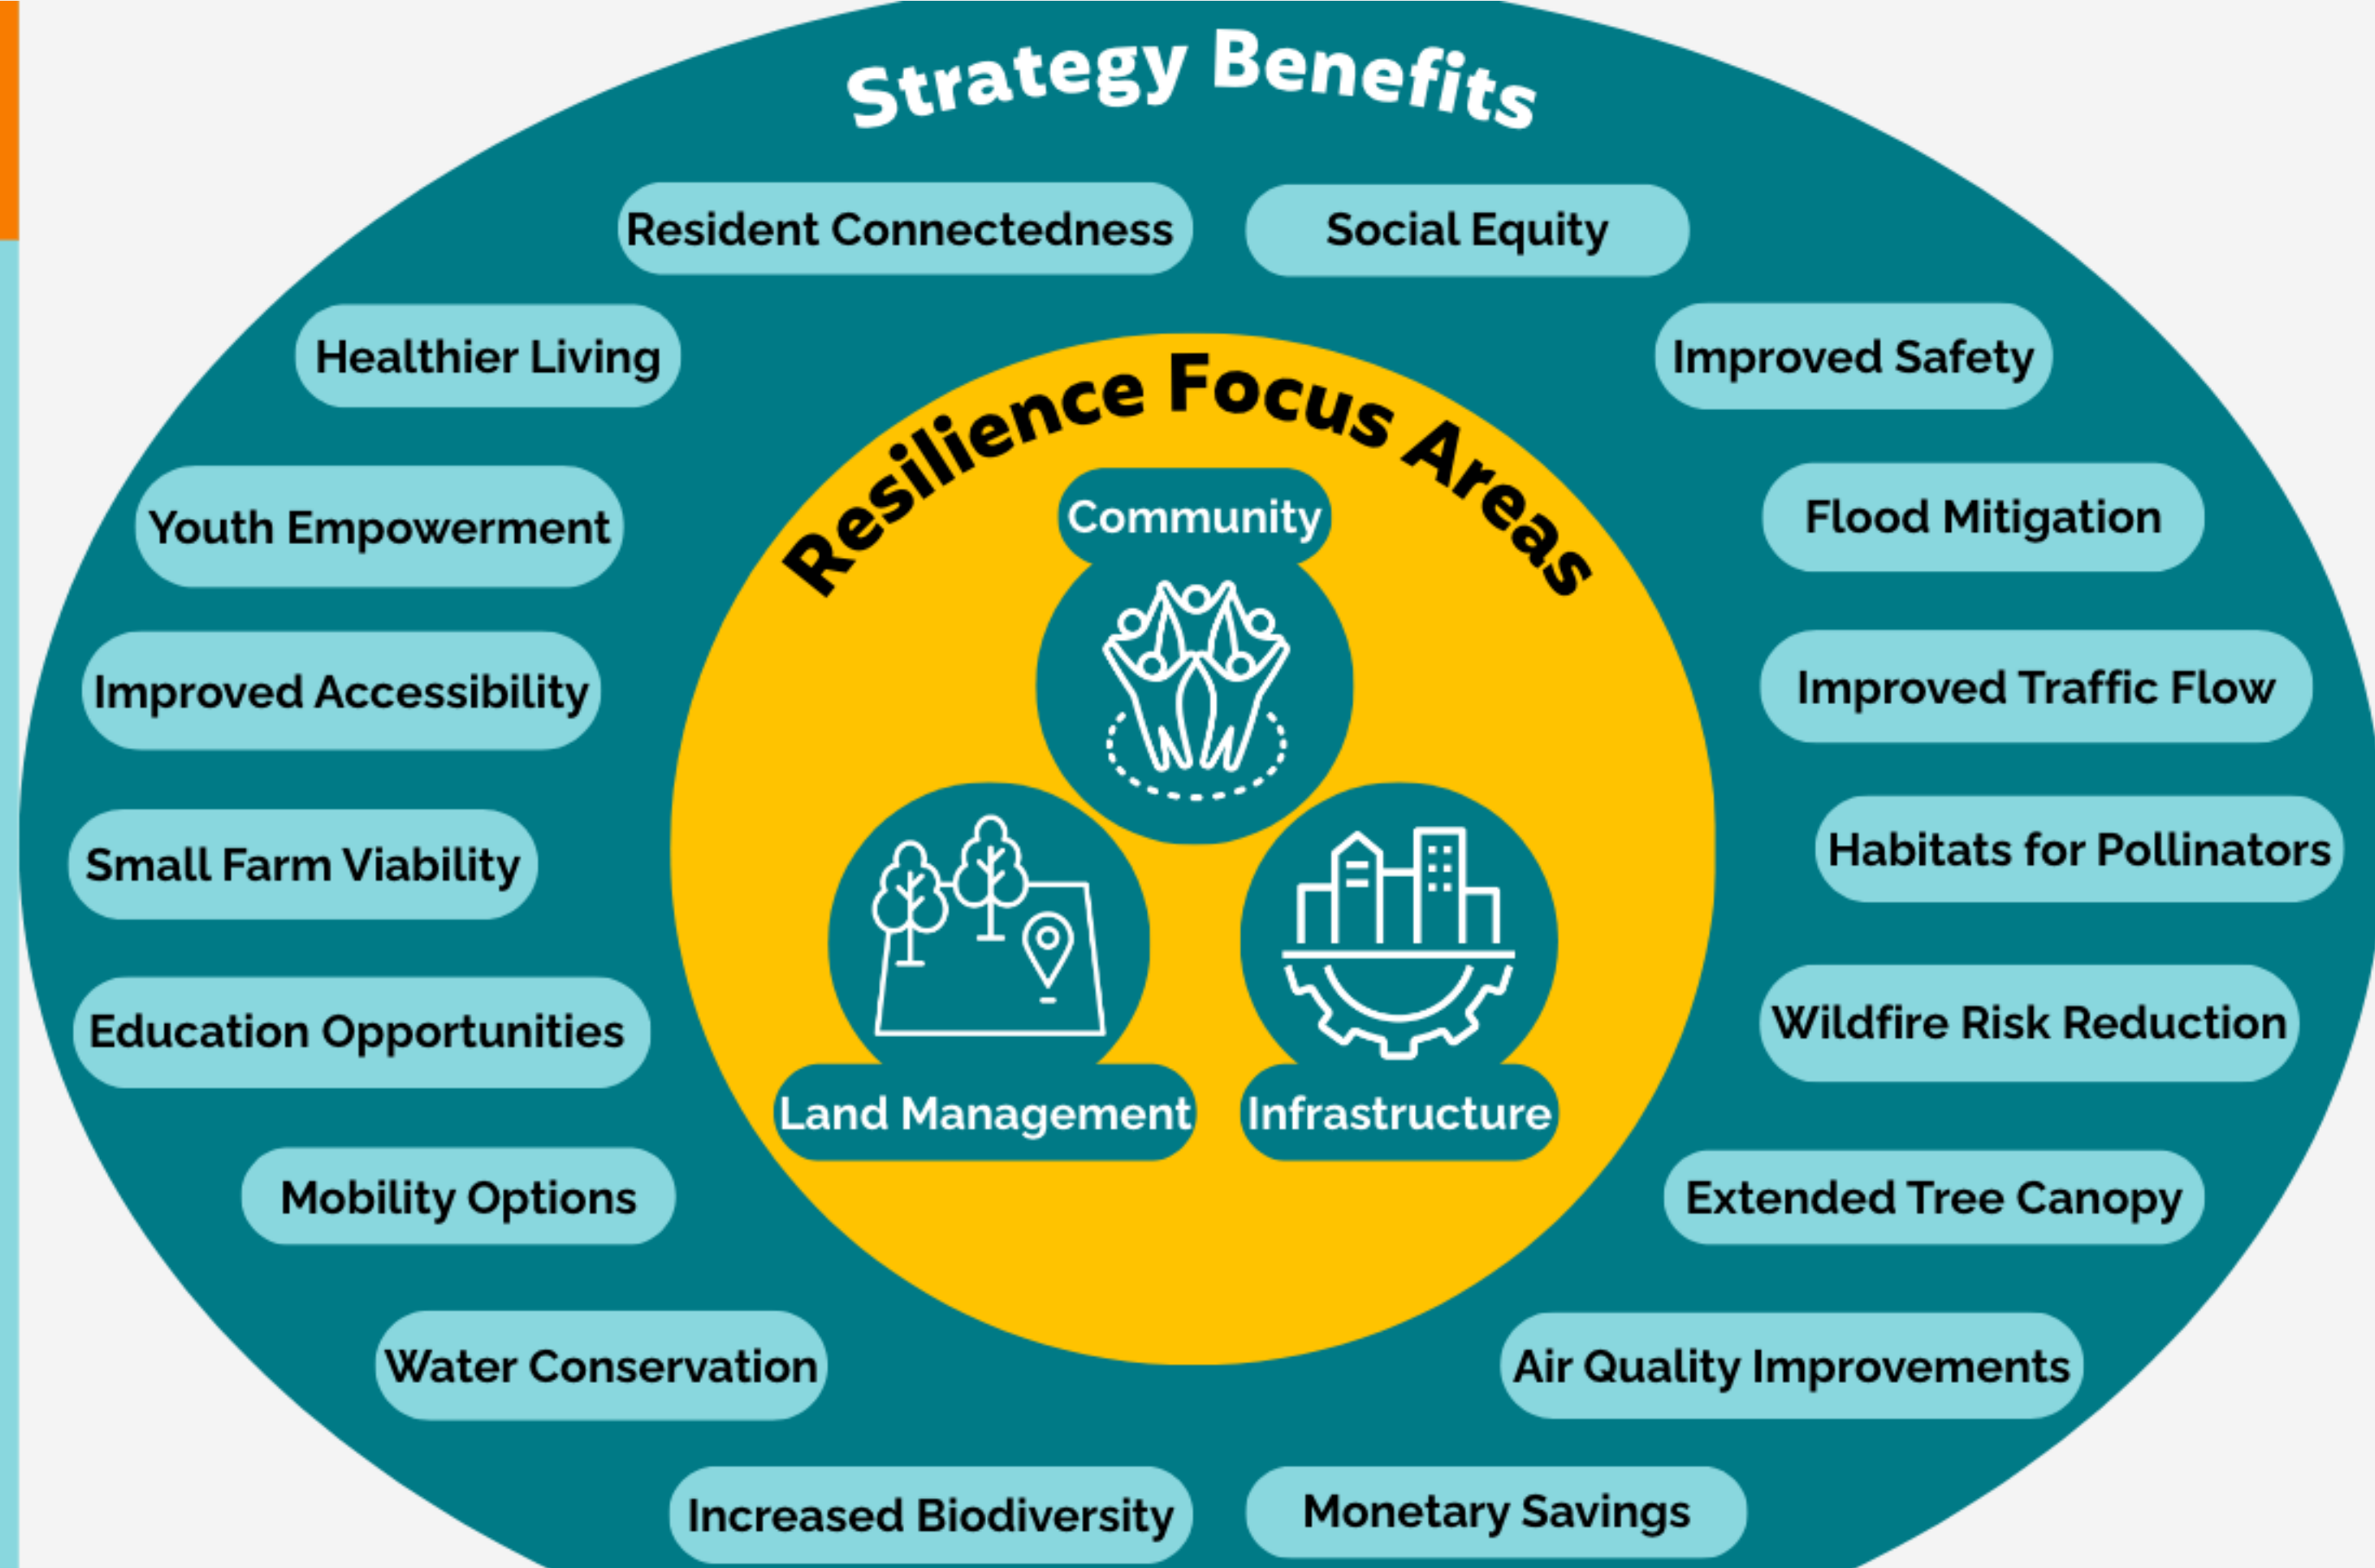 Strategy Benefits
Resident Connectedness
Social Equity
Healthier Living
Improved Safety
Youth Empowerment
Flood Mitigation
Improved Accessibility
Improved Traffic Flow
Small Farm Viability
Habitats for Pollinators
Education Opportunities
Wildfire Risk Reduction
Mobility Options
Extended Tree Canopy
Water Conservation
Air Quality Improvements
Increased Biodiversity
Monetary Savings
Resilience Focus Areas
Community
Land Management
Infrastructure